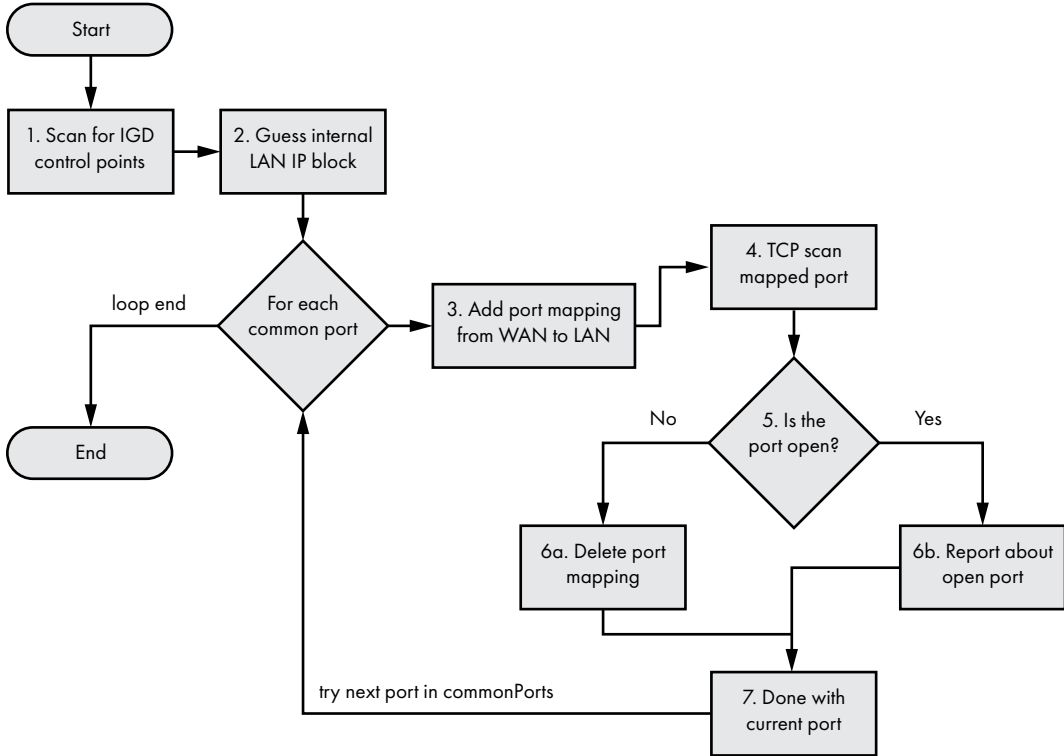 Start
1. Scan for IGD
control points
2. Guess internal
LAN IP block
For each
common port
loop end
End
3. Add port mapping
from WAN to LAN
4. TCP scan
mapped port
5. Is the
port open?
No
Yes
6a. Delete port
mapping
6b. Report about
open port
7. Done with
current port
try next port in commonPorts